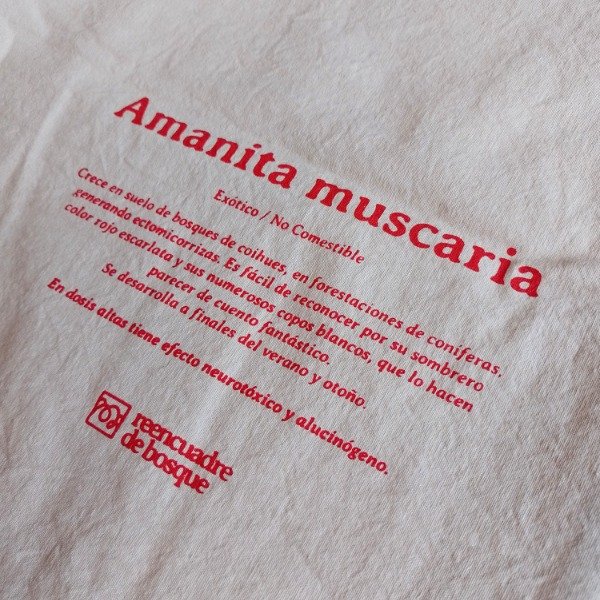 Amanita muscaria
Exótico / No Comestible
Crece en suelo de bosques de coihues, en forestaciones de coníferas,
generando ectomicorrizas. Es fácil de reconocer por su sombrero
color rojo escarlata y sus numerosos copos blancos, que lo hacen
parecer de cuento fantástico.
Se desarrolla a finales del verano y otoño.
En dosis altas tiene efecto neurotóxico y alucinógeno.
reencuadre
de bosque